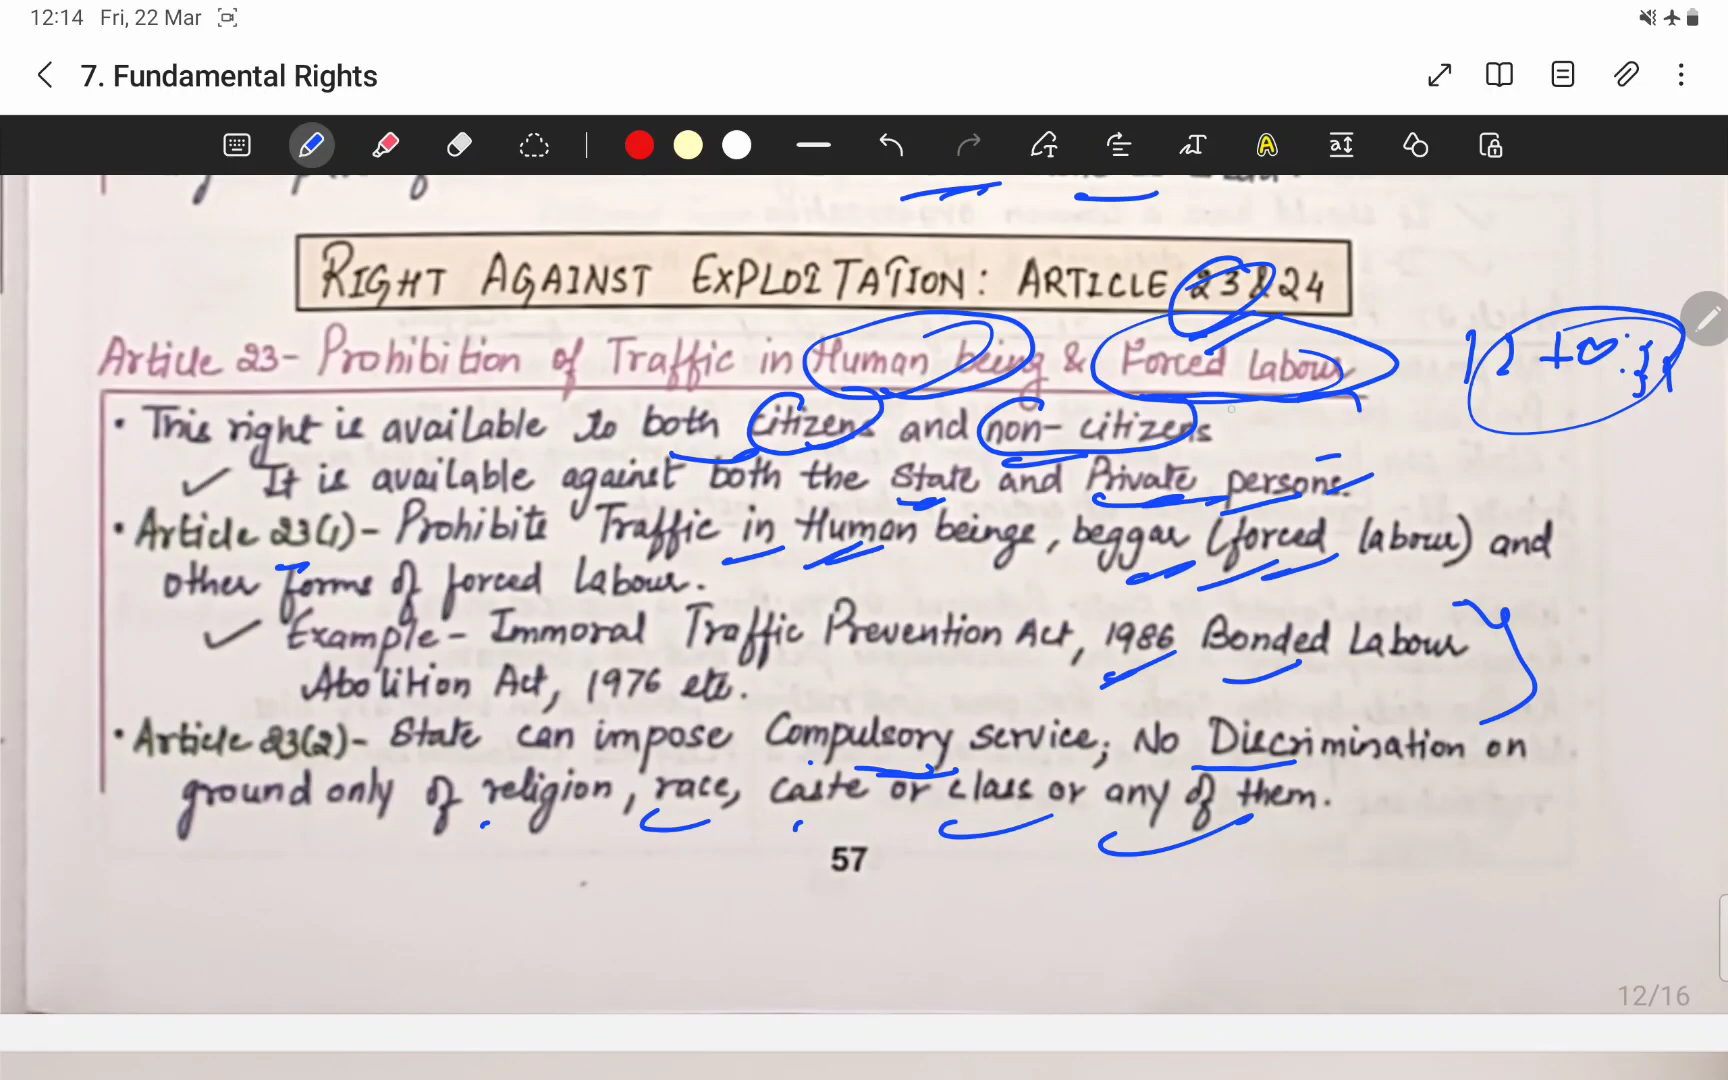 12:14 Fri, 22 Mar
7. Fundamental Rights
RIGHT AGAINST EXPLOITATION: ARTICLE 23&24
Article 23- Prohibition of Traffic in Human being & Forced labour
• This right is available to both citizens and non-citizens
✓ It is available against both the State and Private persons.
• Article 23(1)- Prohibits Traffic in Human beings, beggar (forced labour) and
other forms of forced labour.
✓ Example- Immoral Traffic Prevention Act, 1986 Bonded Labour
Abolition Act, 1976 etc.
• Article 23(2)- State can impose Compulsory service; No Discrimination on
ground only of religion, race, caste or class or any of them.
57
12/16